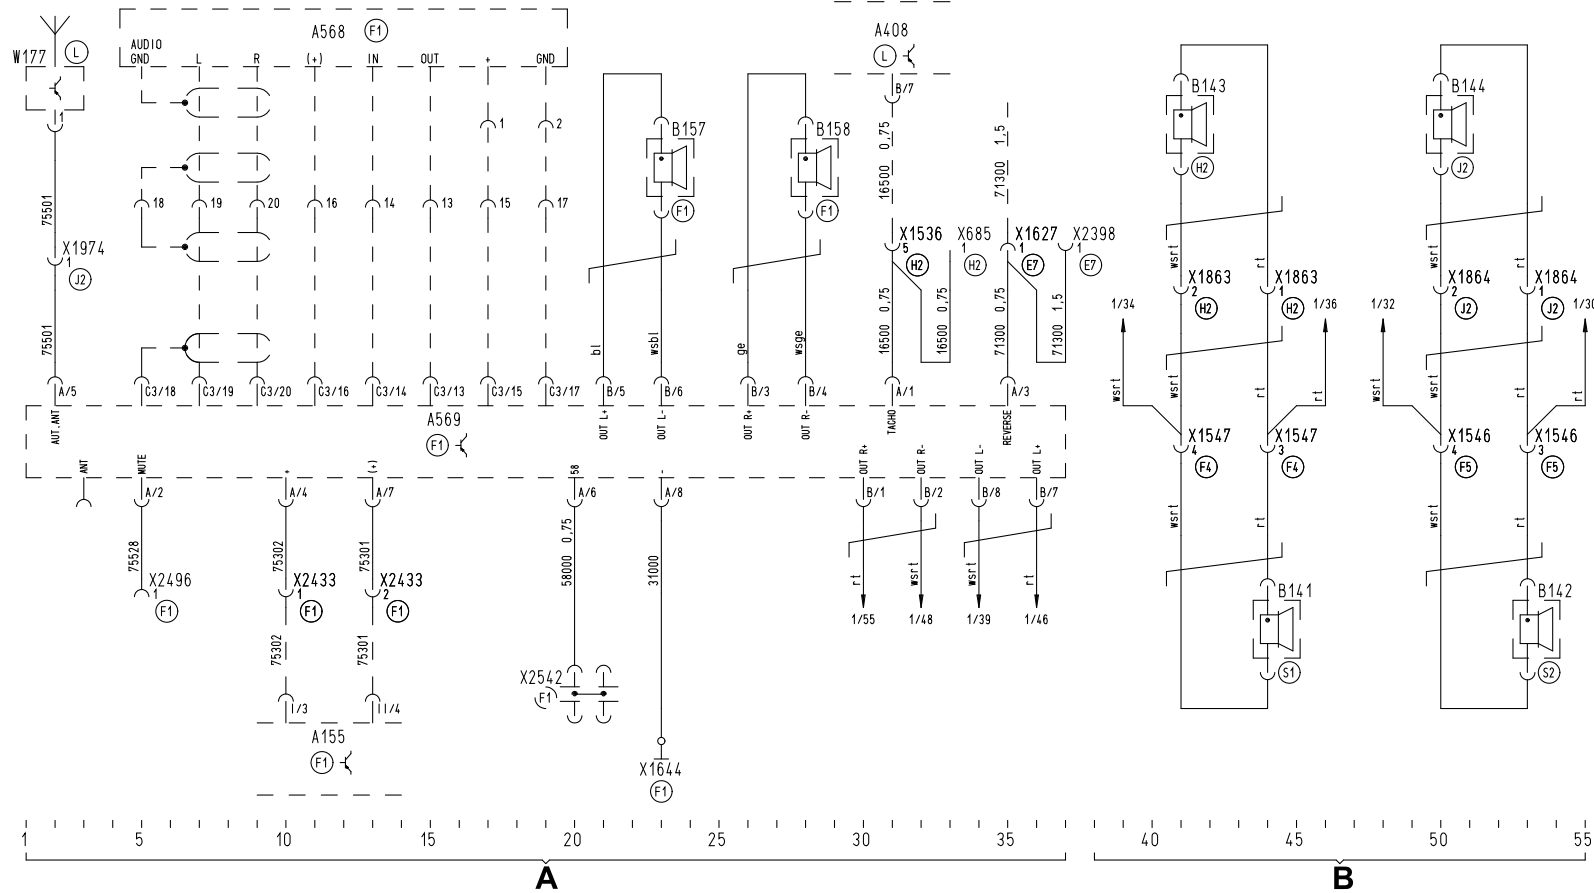 A568 F1
A408
L
W177 L
AUDIO
GND L R (+) IN OUT + GND
1
B/7
1 2
B157
B158
F1
F1
B143
H2
B144
J2
18 19 20 16 14 13 15 17
75501
16500 0,75
71300 1,5
X1974
1
J2
X1536
5
H2
X685
1
H2
X1627
1
E7
X2398
1
E7
wsrt rt wsrt rt
X1863
2
H2
X1863
1
H2
X1864
2
J2
X1864
1
J2
1/34 1/36 1/32 1/30
75501
bl wsbl ge wsge
16500 0,75
16500 0,75
71300 0,75
71300 1,5
wsrt wsrt rt rt wsrt wsrt rt rt
A/5 C3/18 C3/19 C3/20 C3/16 C3/14 C3/13 C3/15 C3/17 B/5 B/6 B/3 B/4 A/1 A/3
AUT.ANT OUT L+ OUT L- OUT R+ OUT R- TACHO REVERSE
A569
F1
ANT MUTE + (+) 58 - OUT R+ OUT R- OUT L- OUT L+
X1547
4
F4
X1547
3
F4
X1546
4
F5
X1546
3
F5
A/2 A/4 A/7 A/6 A/8 B/1 B/2 B/8 B/7
75528 75302 75301 58000 0,75 31000 rt wsrt wsrt rt
wsrt rt wsrt rt
X2496
1
F1
X2433
1
F1
X2433
2
F1
1/55 1/48 1/39 1/46
B141
S1
B142
S2
75302 75301
X2542
F1
I/3 I/4
A155
F1
X1644
F1
1 5 10 15 20 25 30 35 40 45 50 55
A B